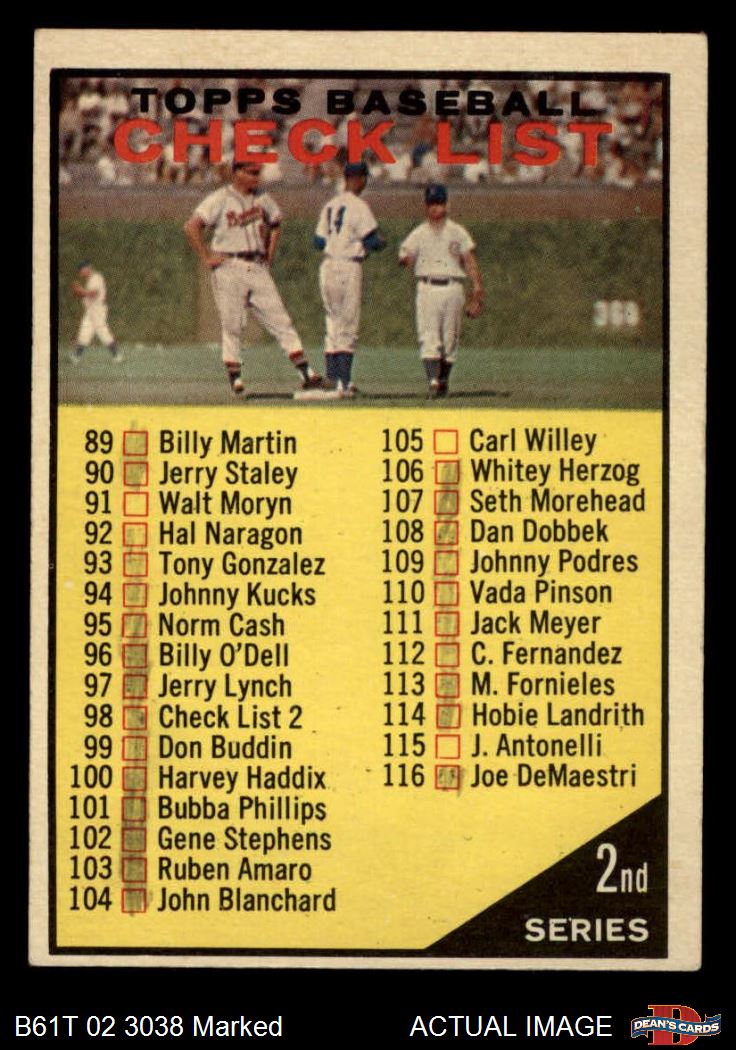 TOPPS BASEBALL
CHECK LIST
Braves
14
368
89 Billy Martin
90 Jerry Staley
91 Walt Moryn
92 Hal Naragon
93 Tony Gonzalez
94 Johnny Kucks
95 Norm Cash
96 Billy O'Dell
97 Jerry Lynch
98 Check List 2
99 Don Buddin
100 Harvey Haddix
101 Bubba Phillips
102 Gene Stephens
103 Ruben Amaro
104 John Blanchard
105 Carl Willey
106 Whitey Herzog
107 Seth Morehead
108 Dan Dobbek
109 Johnny Podres
110 Vada Pinson
111 Jack Meyer
112 C. Fernandez
113 M. Fornieles
114 Hobie Landrith
115 J. Antonelli
116 Joe DeMaestri
2nd
SERIES
B61T 02 3038 Marked
ACTUAL IMAGE
D
DEAN'S CARDS